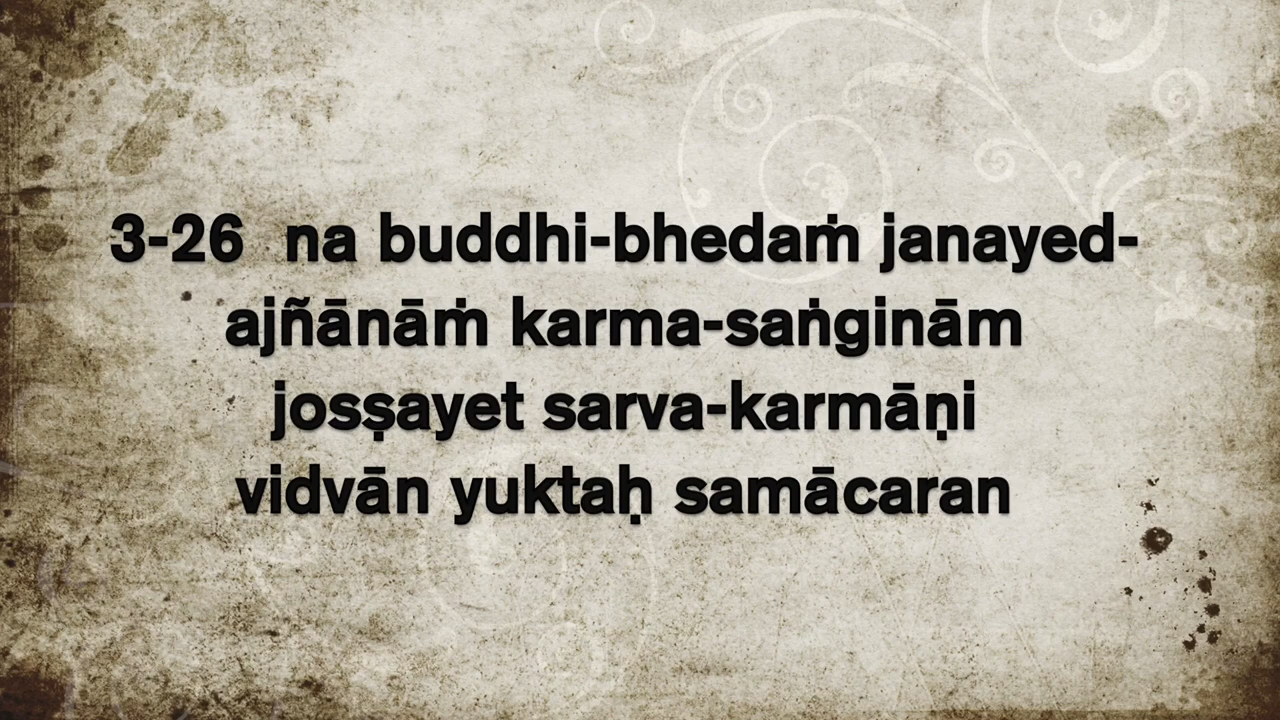 3-26 na buddhi-bhedaṁ janayed-
ajñānāṁ karma-saṅginām
josṣayet sarva-karmāṇi
vidvān yuktaḥ samācaran